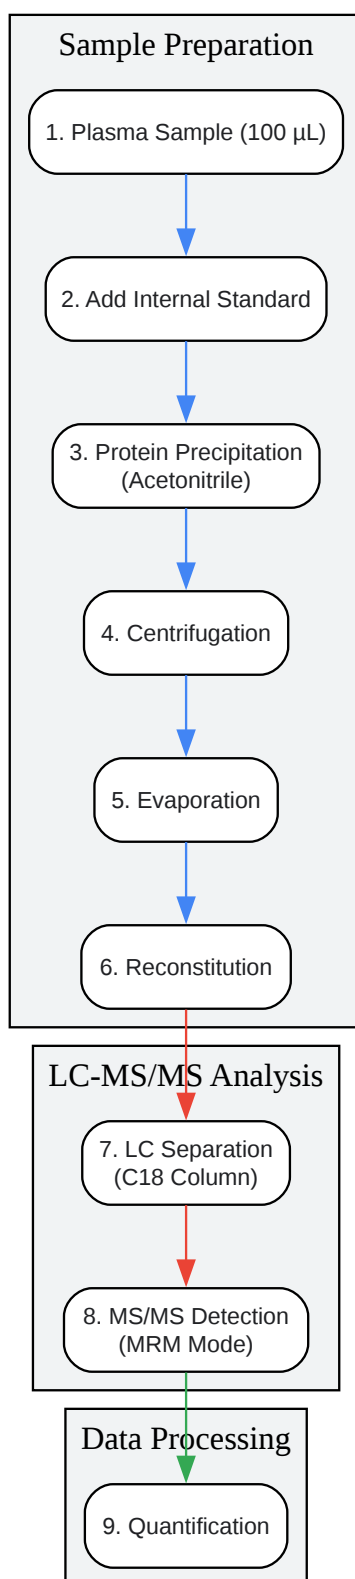 Sample Preparation
1. Plasma Sample (100 µL)
2. Add Internal Standard
3. Protein Precipitation
(Acetonitrile)
4. Centrifugation
5. Evaporation
6. Reconstitution
LC-MS/MS Analysis
7. LC Separation
(C18 Column)
8. MS/MS Detection
(MRM Mode)
Data Processing
9. Quantification